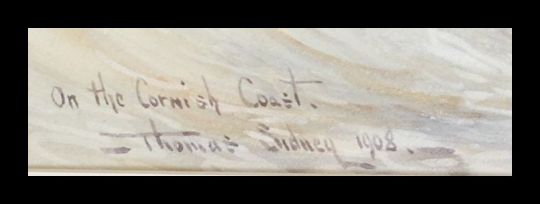 On the Cornish Coast.
Thomas Sidney 1908.